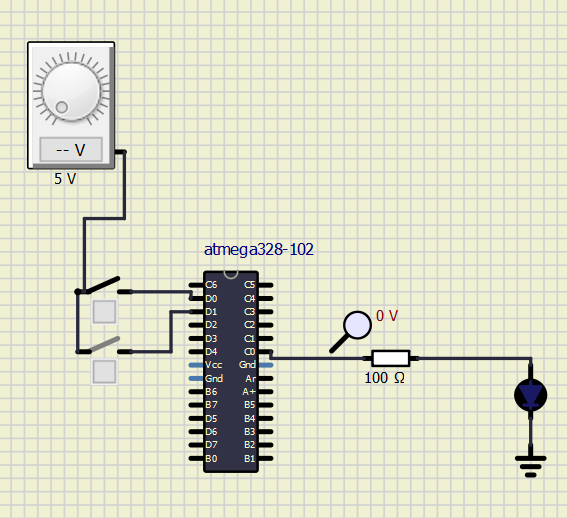 -- V
5 V
atmega328-102
C6 C5
D0 C4
D1 C3
D2 C2
D3 C1
D4 C0
Vcc Gnd
Gnd Ar
B6 A+
B7 B5
D5 B4
D6 B3
D7 B2
B0 B1
0 V
100 Ω